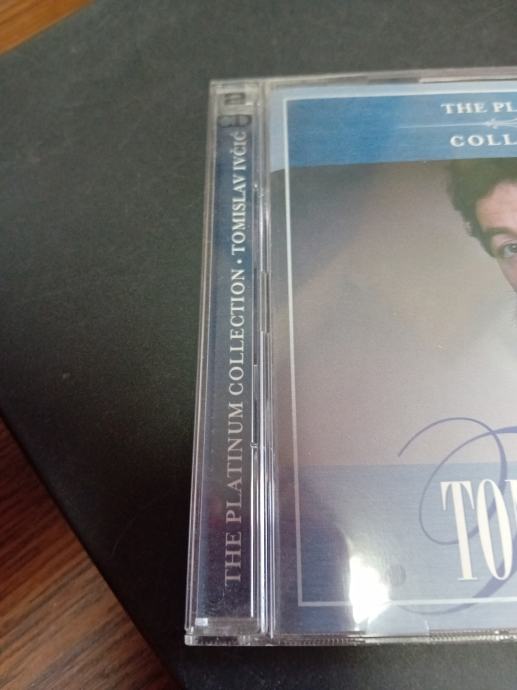 2
THE PLATINUM COLLECTION • TOMISLAV IVČIĆ
THE PL
COLL
TO